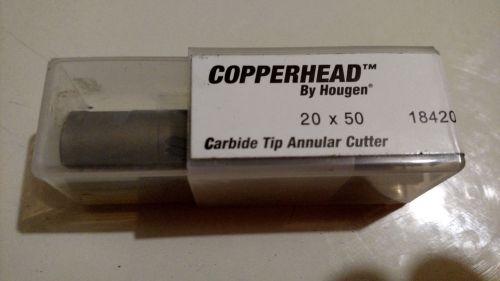 COPPERHEAD™
By Hougen®
20 x 50 18420
Carbide Tip Annular Cutter